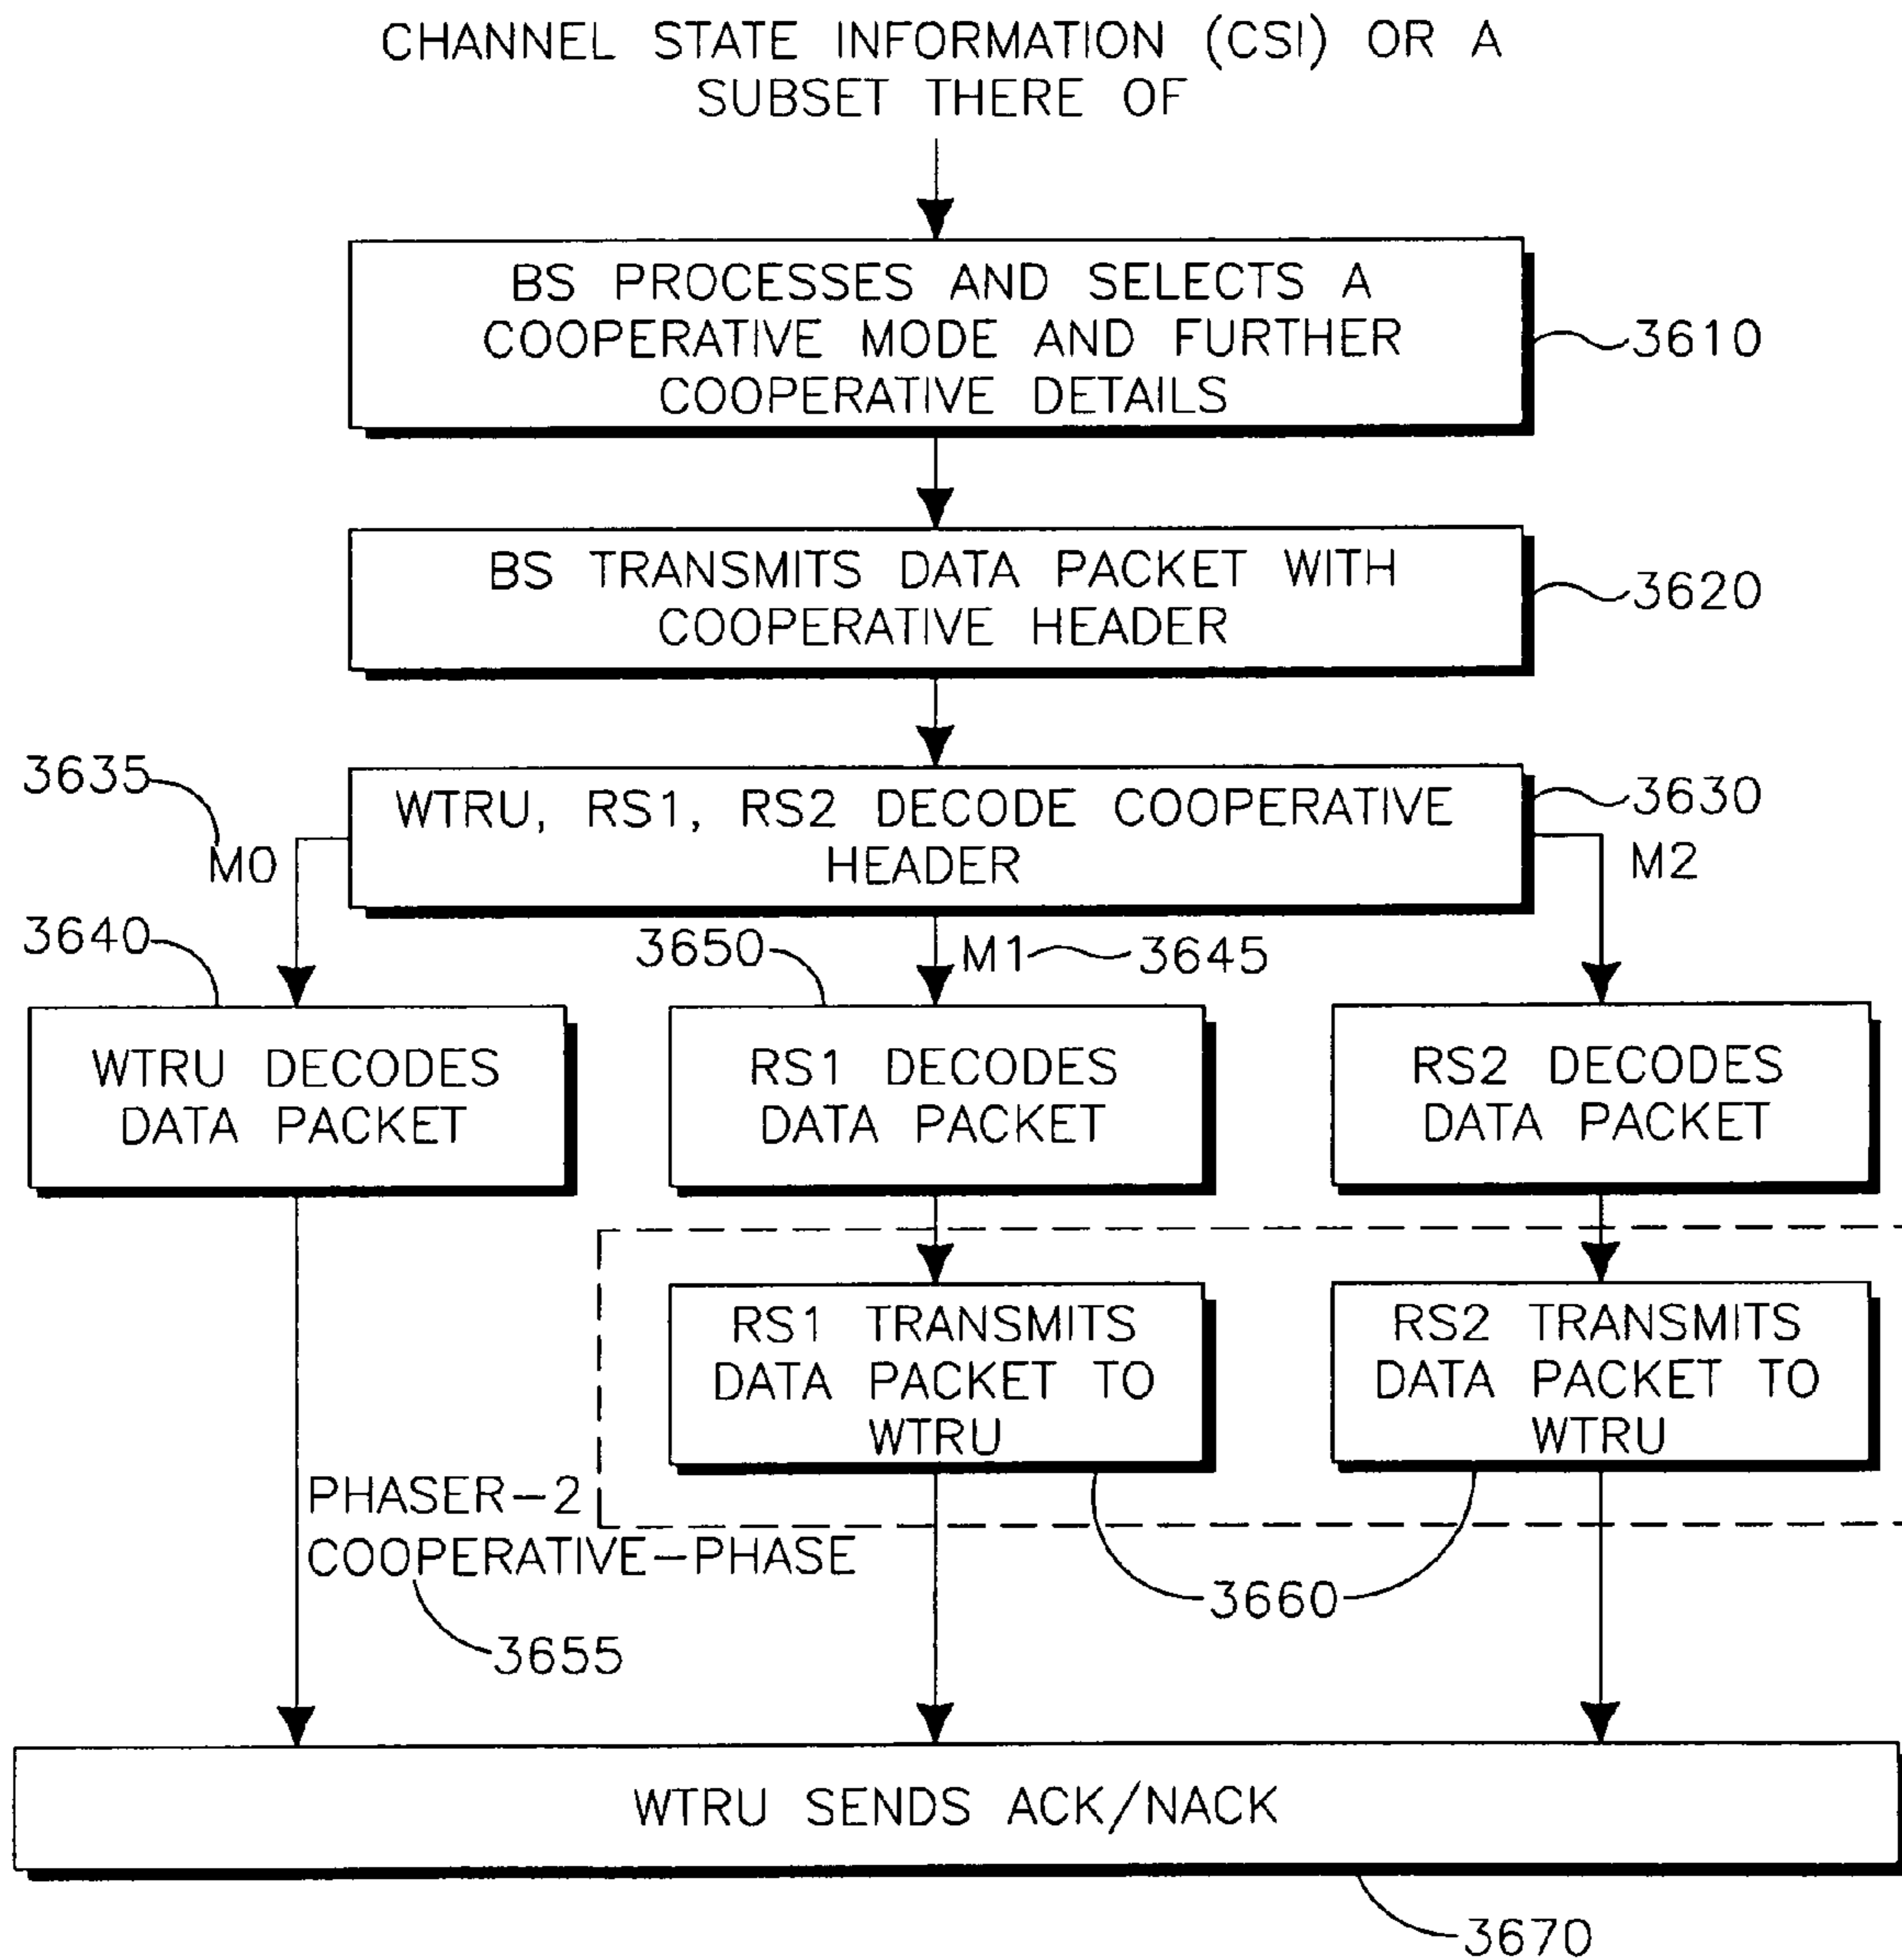 CHANNEL STATE INFORMATION (CSI) OR A
SUBSET THERE OF
BS PROCESSES AND SELECTS A
COOPERATIVE MODE AND FURTHER
COOPERATIVE DETAILS
3610
BS TRANSMITS DATA PACKET WITH
COOPERATIVE HEADER
3620
3635
M0
WTRU, RS1, RS2 DECODE COOPERATIVE
HEADER
3630
M2
3640
3650
M1
3645
WTRU DECODES
DATA PACKET
RS1 DECODES
DATA PACKET
RS2 DECODES
DATA PACKET
RS1 TRANSMITS
DATA PACKET TO
WTRU
RS2 TRANSMITS
DATA PACKET TO
WTRU
PHASER-2
COOPERATIVE-PHASE
3660
3655
WTRU SENDS ACK/NACK
3670